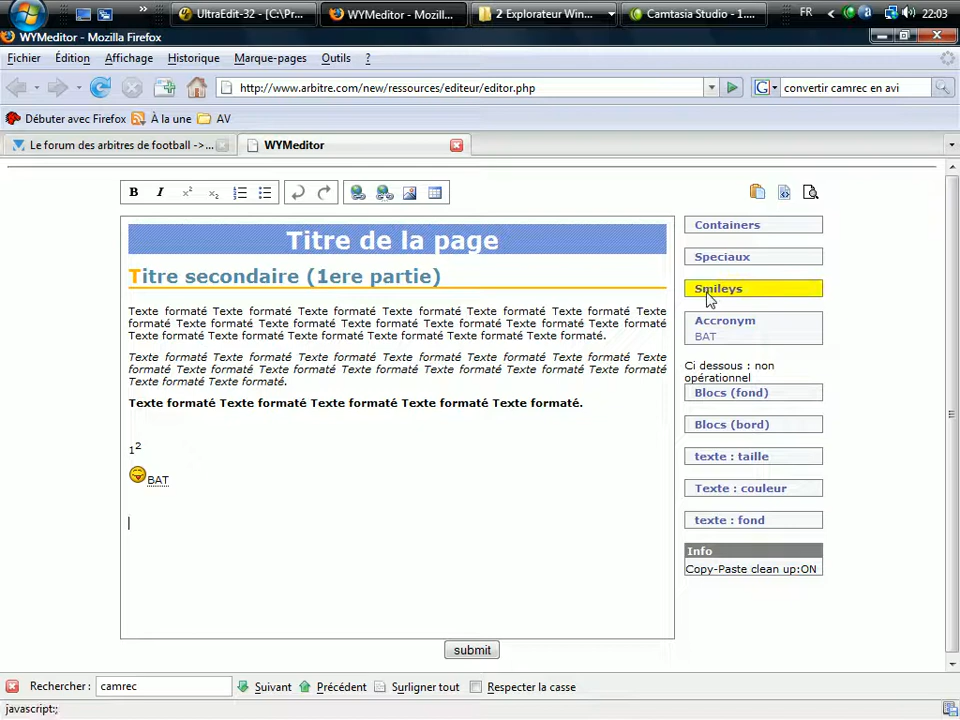 UltraEdit-32 - [C:\Pr...
WYMeditor - Mozill...
2 Explorateur Win...
Camtasia Studio - 1....
FR
22:03
WYMeditor - Mozilla Firefox
Fichier Édition Affichage Historique Marque-pages Outils ?
http://www.arbitre.com/new/ressources/editeur/editor.php
convertir camrec en avi
Débuter avec Firefox À la une AV
Le forum des arbitres de football ->...
WYMeditor
Titre de la page
Titre secondaire (1ere partie)
Texte formaté Texte formaté Texte formaté Texte formaté Texte formaté Texte formaté Texte
formaté Texte formaté Texte formaté Texte formaté Texte formaté Texte formaté Texte formaté
Texte formaté Texte formaté Texte formaté Texte formaté Texte formaté Texte formaté.
Texte formaté Texte formaté Texte formaté Texte formaté Texte formaté Texte formaté Texte
formaté Texte formaté Texte formaté Texte formaté Texte formaté Texte formaté Texte formaté
Texte formaté Texte formaté.
Texte formaté Texte formaté Texte formaté Texte formaté Texte formaté.
1²
BAT
submit
Containers
Speciaux
Smileys
Accronym
BAT
Ci dessous : non
opérationnel
Blocs (fond)
Blocs (bord)
texte : taille
Texte : couleur
texte : fond
Info
Copy-Paste clean up:ON
Rechercher : camrec Suivant Précédent Surligner tout Respecter la casse
javascript:;